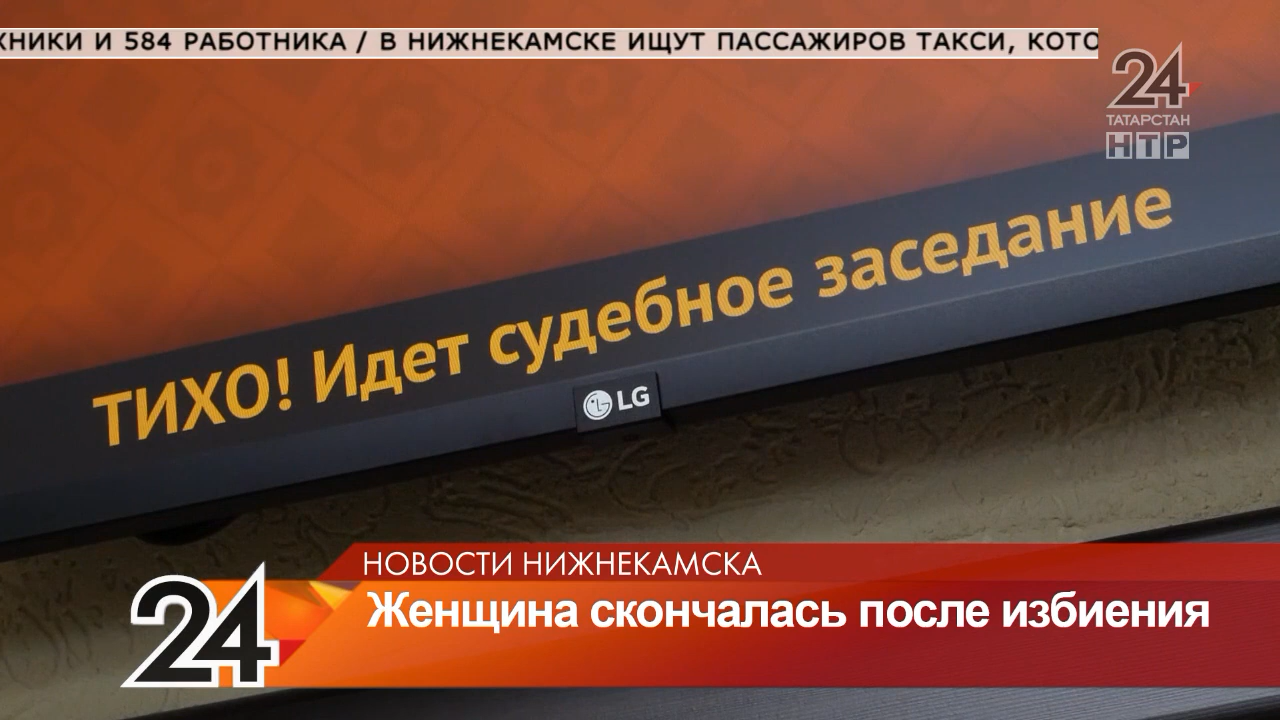 ХНИКИ И 584 РАБОТНИКА / В НИЖНЕКАМСКЕ ИЩУТ ПАССАЖИРОВ ТАКСИ, КОТО
24
ТАТАРСТАН
НТР
ТИХО! Идет судебное заседание
LG
НОВОСТИ НИЖНЕКАМСКА
24
Женщина скончалась после избиения